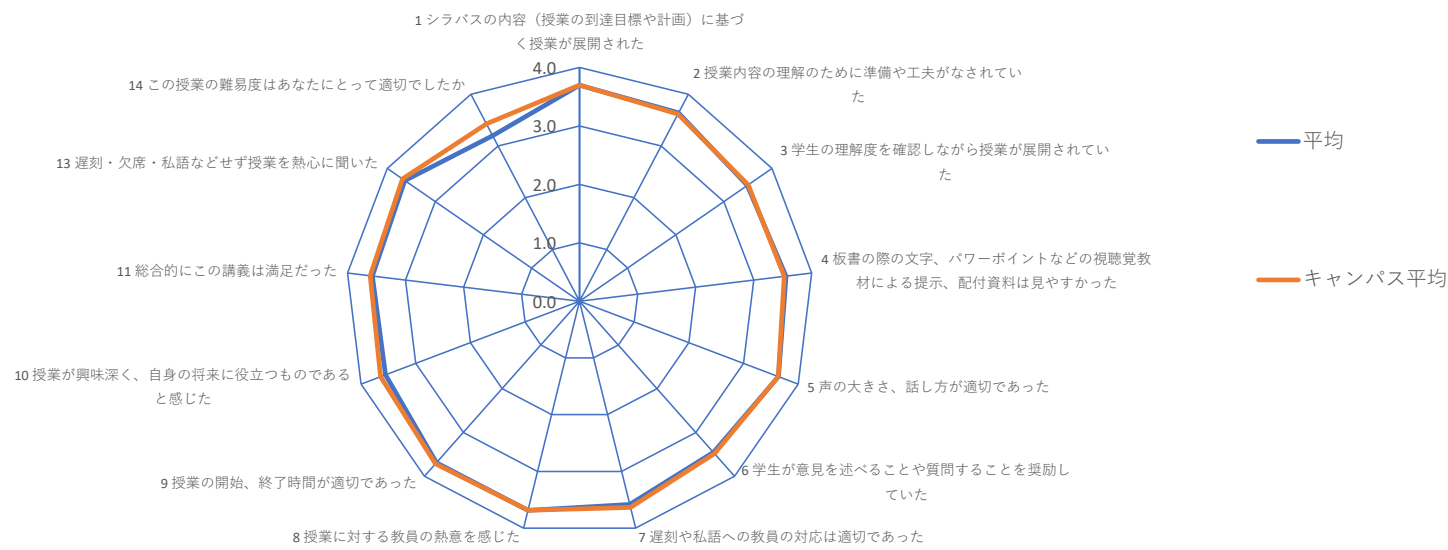 1 シラバスの内容（授業の到達目標や計画）に基づ
く授業が展開された
2 授業内容の理解のために準備や工夫がなされてい
た
3 学生の理解度を確認しながら授業が展開されてい
た
4 板書の際の文字、パワーポイントなどの視聴覚教
材による提示、配付資料は見やすかった
5 声の大きさ、話し方が適切であった
6 学生が意見を述べることや質問することを奨励し
ていた
7 遅刻や私語への教員の対応は適切であった
8 授業に対する教員の熱意を感じた
9 授業の開始、終了時間が適切であった
10 授業が興味深く、自身の将来に役立つものである
と感じた
11 総合的にこの講義は満足だった
13 遅刻・欠席・私語などせず授業を熱心に聞いた
14 この授業の難易度はあなたにとって適切でしたか
4.0
3.0
2.0
1.0
0.0
平均
キャンパス平均